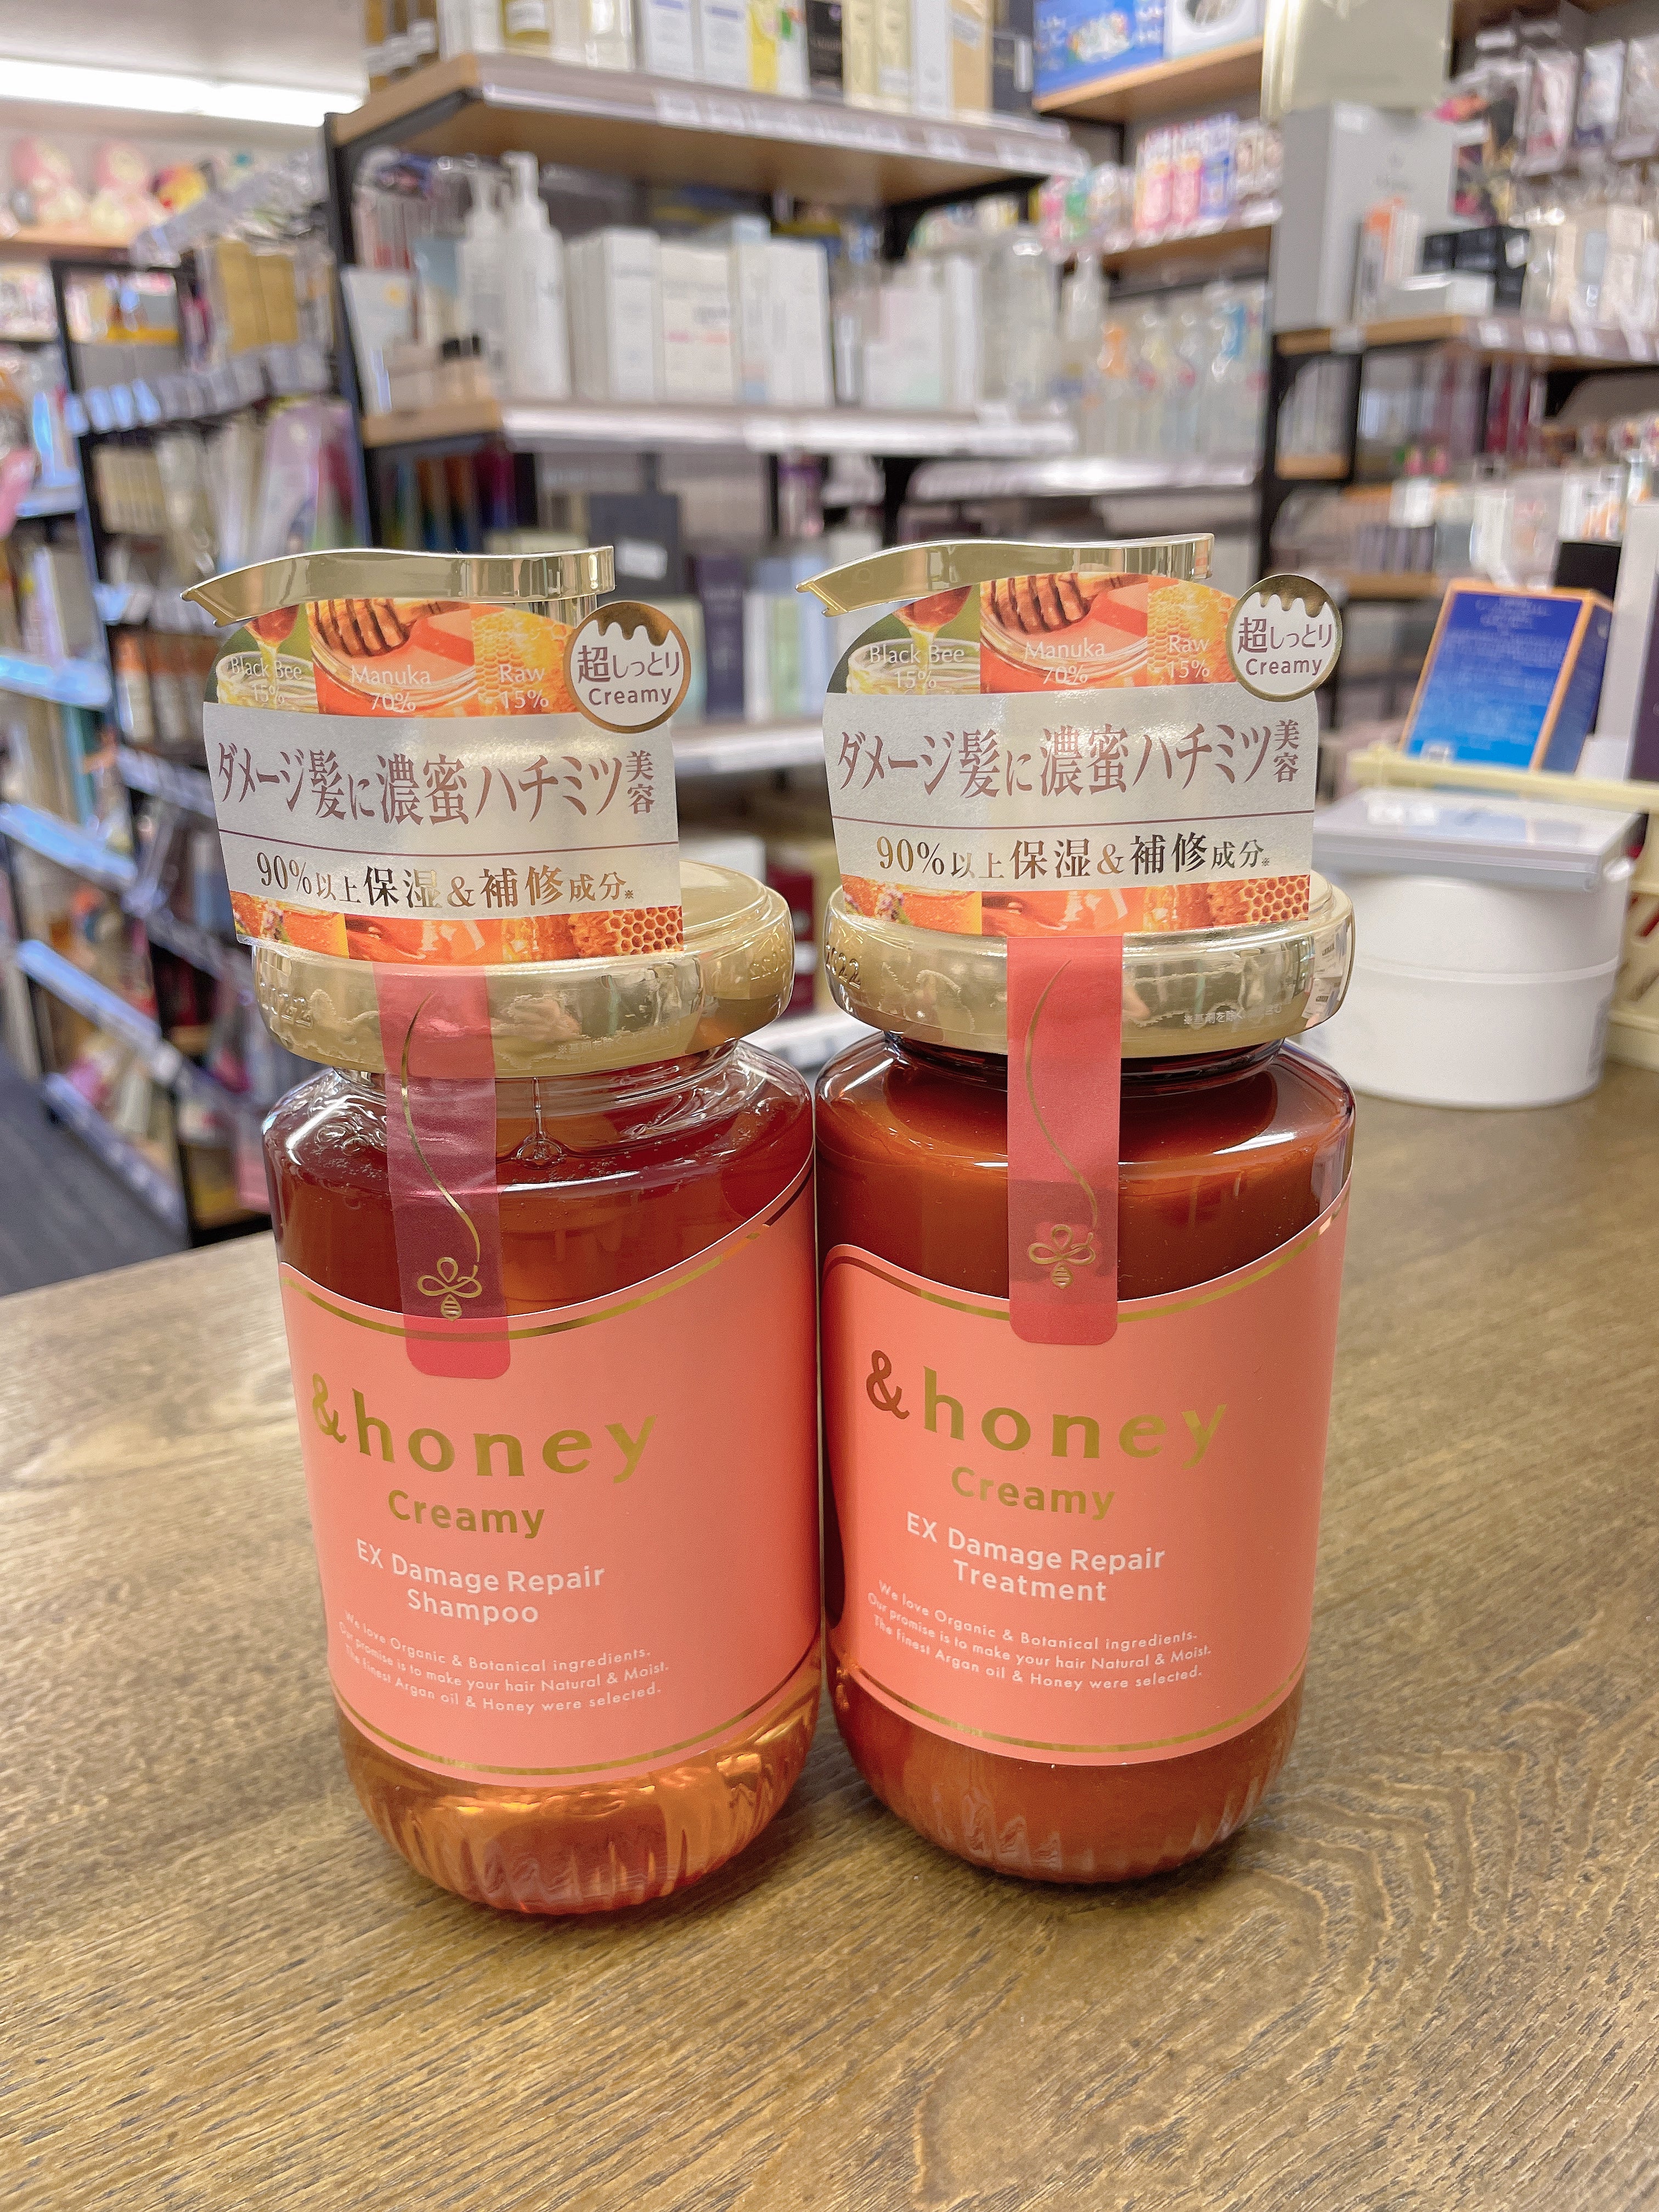 Black Bee
15%
Manuka
70%
Raw
15%
超しっとり
Creamy
ダメージ髪に濃蜜ハチミツ美容
90%以上保湿&補修成分※
&honey
Creamy
EX Damage Repair
Shampoo
We love Organic & Botanical ingredients.
Our promise is to make your hair Natural & Moist.
The finest Argan oil & Honey were selected.
Black Bee
15%
Manuka
70%
Raw
15%
超しっとり
Creamy
ダメージ髪に濃蜜ハチミツ美容
90%以上保湿&補修成分※
&honey
Creamy
EX Damage Repair
Treatment
We love Organic & Botanical ingredients.
Our promise is to make your hair Natural & Moist.
The finest Argan oil & Honey were selected.